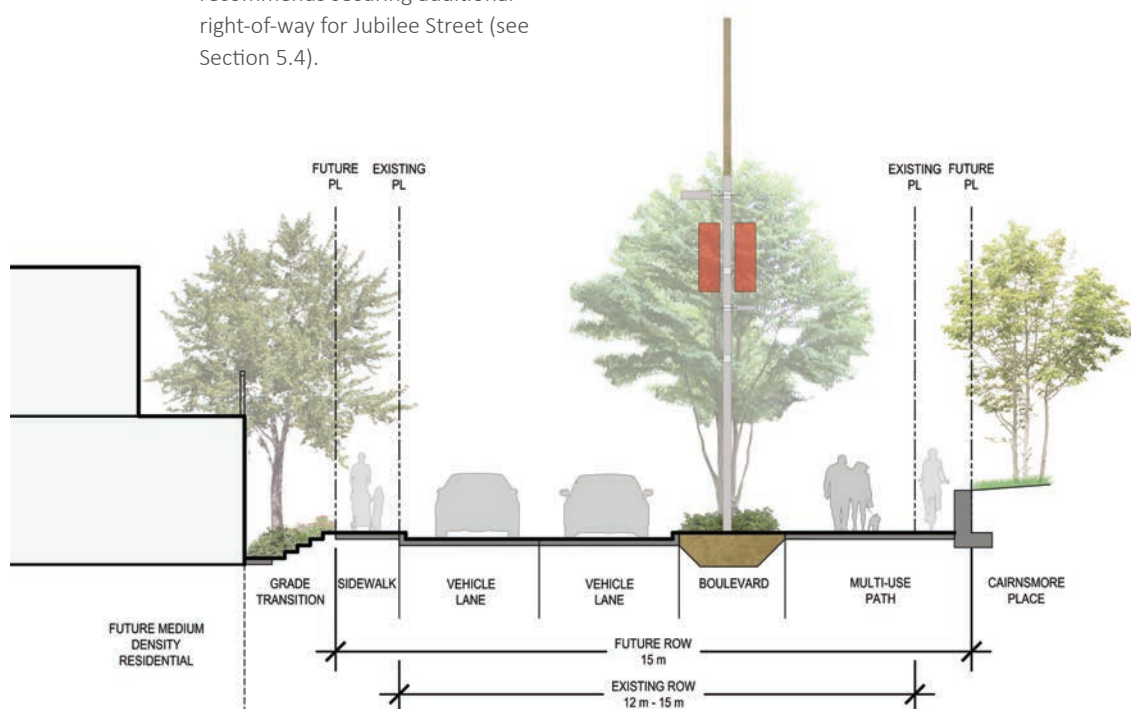 recommends securing additional
right-of-way for Jubilee Street (see
Section 5.4).
FUTURE
PL
EXISTING
PL
EXISTING
PL
FUTURE
PL
GRADE
TRANSITION
SIDEWALK
VEHICLE
LANE
VEHICLE
LANE
BOULEVARD
MULTI-USE
PATH
CAIRNSMORE
PLACE
FUTURE MEDIUM
DENSITY
RESIDENTIAL
FUTURE ROW
15 m
EXISTING ROW
12 m - 15 m